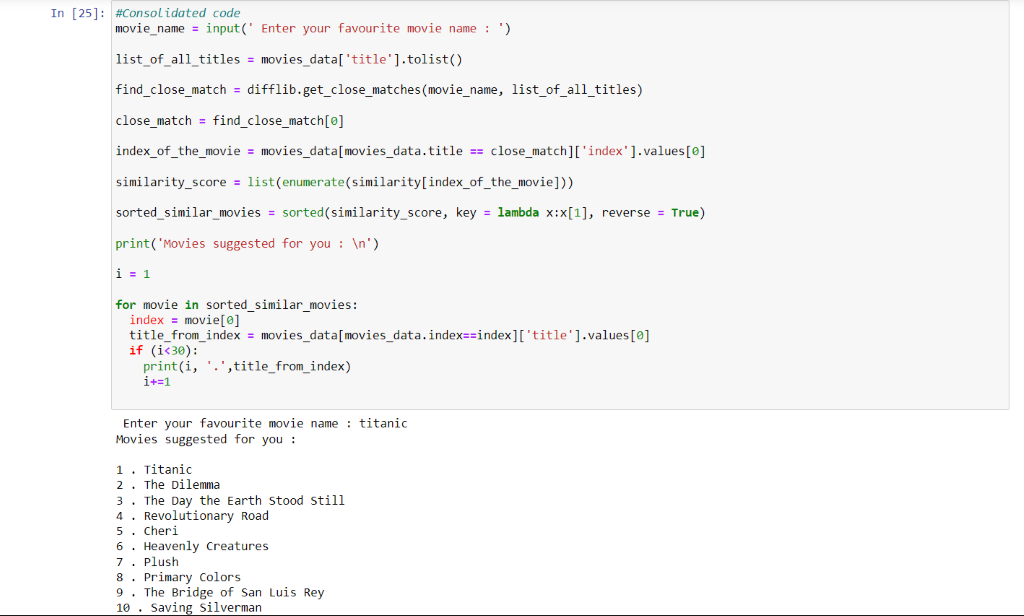 In [25]: #Consolidated code
movie_name = input(' Enter your favourite movie name : ')
list_of_all_titles = movies_data['title'].tolist()
find_close_match = difflib.get_close_matches(movie_name, list_of_all_titles)
close_match = find_close_match[0]
index_of_the_movie = movies_data[movies_data.title == close_match]['index'].values[0]
similarity_score = list(enumerate(similarity[index_of_the_movie]))
sorted_similar_movies = sorted(similarity_score, key = lambda x:x[1], reverse = True)
print('Movies suggested for you : \n')
i = 1
for movie in sorted_similar_movies:
  index = movie[0]
  title_from_index = movies_data[movies_data.index==index]['title'].values[0]
  if (i<30):
    print(i, '.',title_from_index)
    i+=1
 Enter your favourite movie name : titanic
Movies suggested for you :
1 . Titanic
2 . The Dilemma
3 . The Day the Earth Stood Still
4 . Revolutionary Road
5 . Cheri
6 . Heavenly Creatures
7 . Plush
8 . Primary Colors
9 . The Bridge of San Luis Rey
10 . Saving Silverman